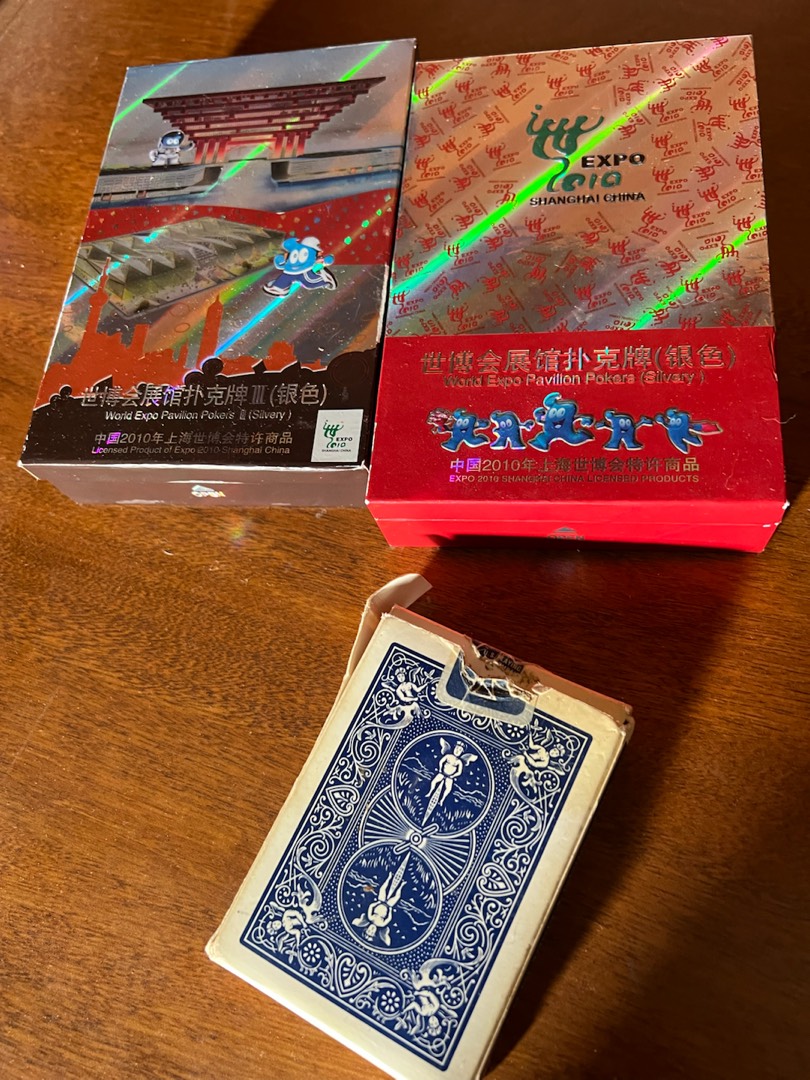 世博会展馆扑克牌Ⅲ(银色)
World Expo Pavilion Pokers Ⅲ (Silvery)
中国2010年上海世博会特许商品
Licensed Product of Expo 2010 Shanghai China
EXPO
2010
SHANGHAI CHINA
EXPO
2010
SHANGHAI CHINA
世博会展馆扑克牌(银色)
World Expo Pavilion Pokers (Silvery)
中国2010年上海世博会特许商品
EXPO 2010 SHANGHAI CHINA LICENSED PRODUCTS